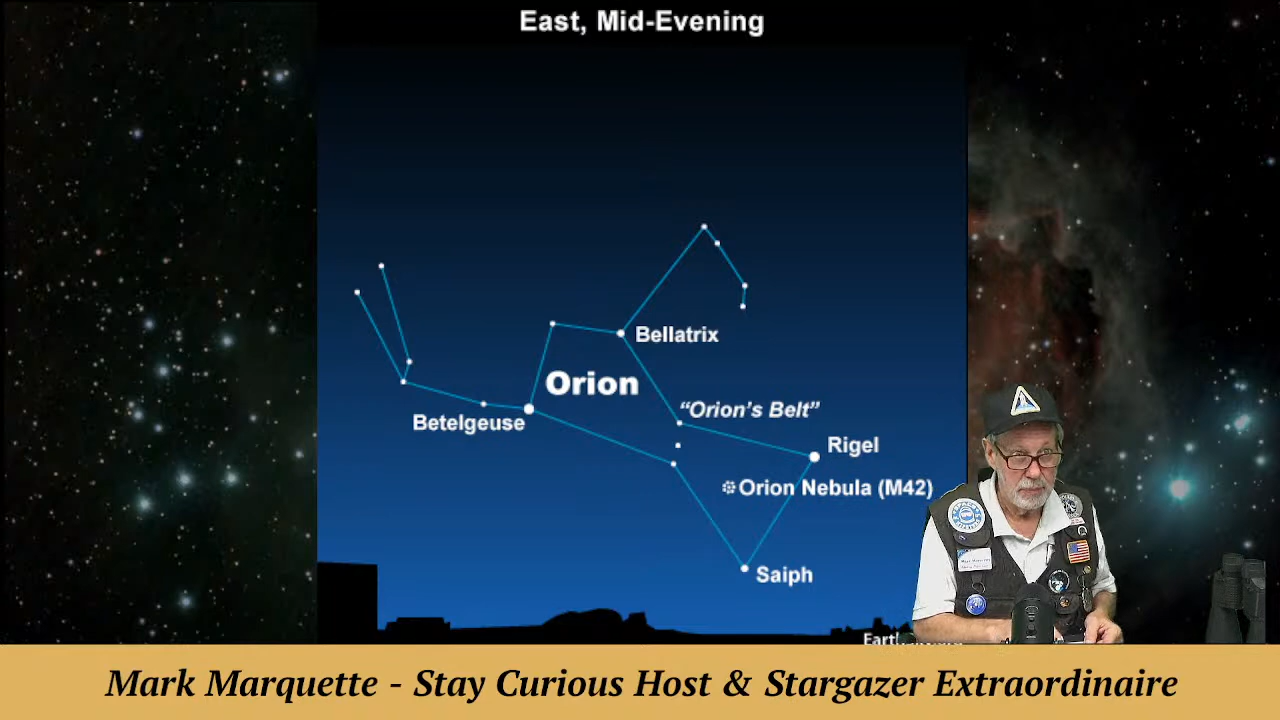 East, Mid-Evening
Bellatrix
Orion
Betelgeuse
“Orion’s Belt”
Rigel
Orion Nebula (M42)
Saiph
Mark Marquette - Stay Curious Host & Stargazer Extraordinaire